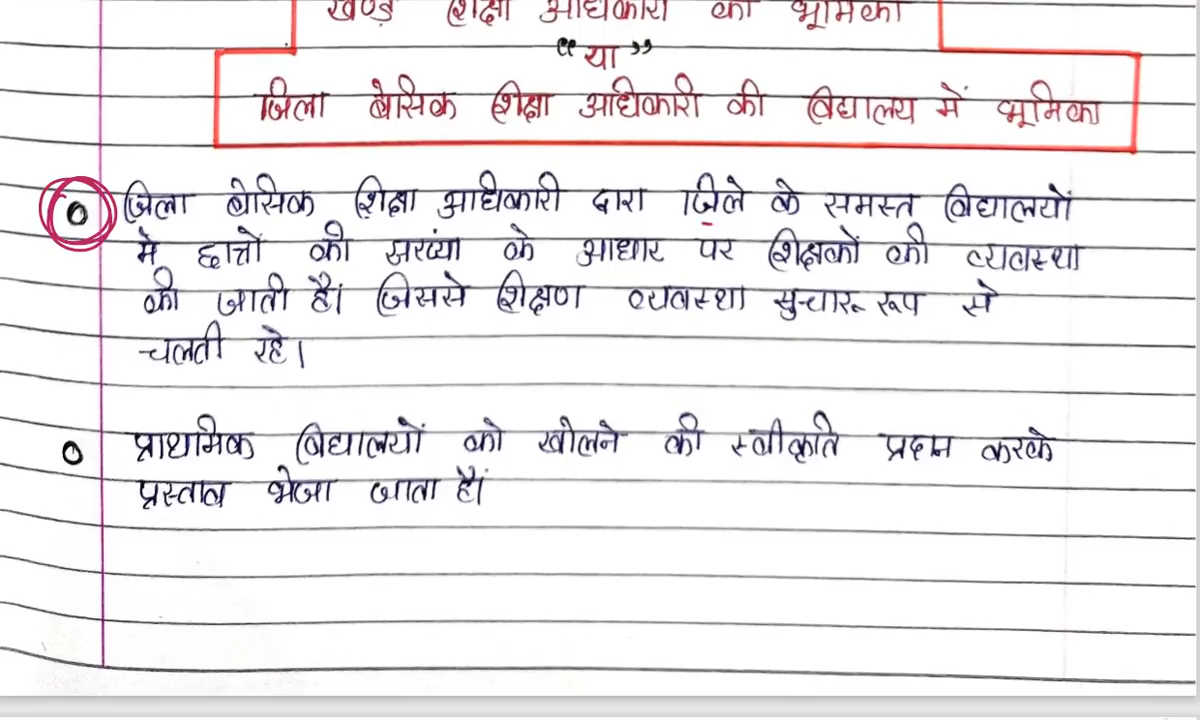 खण्ड शिक्षा अधिकारी की भूमिका
“या”
जिला बेसिक शिक्षा अधिकारी की विद्यालय में भूमिका
जिला बेसिक शिक्षा अधिकारी द्वारा जिले के समस्त विद्यालयों
मे छात्रों की संख्या के आधार पर शिक्षकों की व्यवस्था
की जाती है। जिससे शिक्षण व्यवस्था सुचारू रूप से
चलती रहे।
प्राथमिक विद्यालयों को खोलने की स्वीकृति प्रदान करके
प्रस्ताव भेजा जाता है।